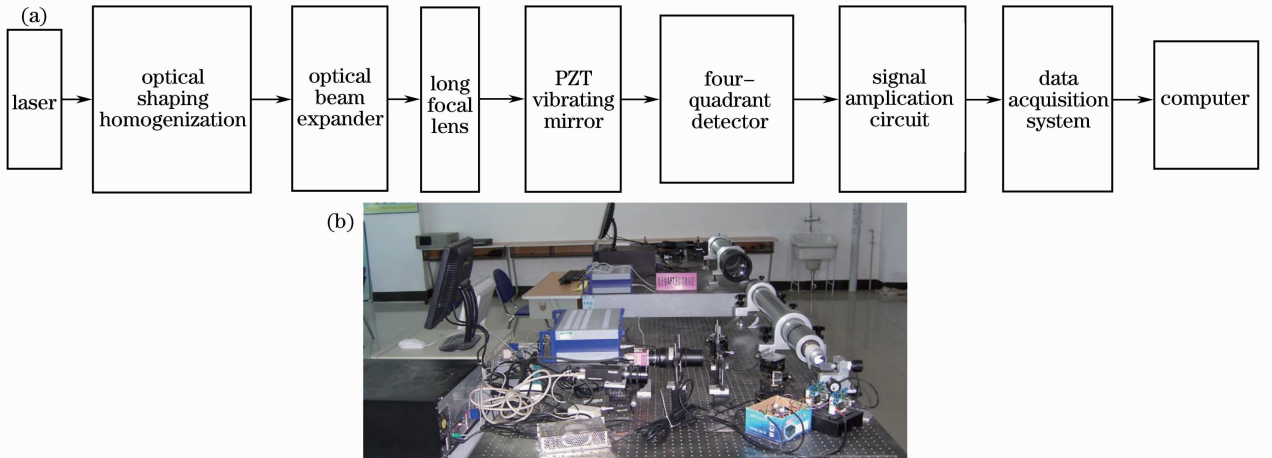 (a)
laser
optical
shaping
homogenization
optical
beam
expander
long
focal
lens
PZT
vibrating
mirror
four-
quadrant
detector
signal
amplication
circuit
data
acquisition
system
computer
(b)